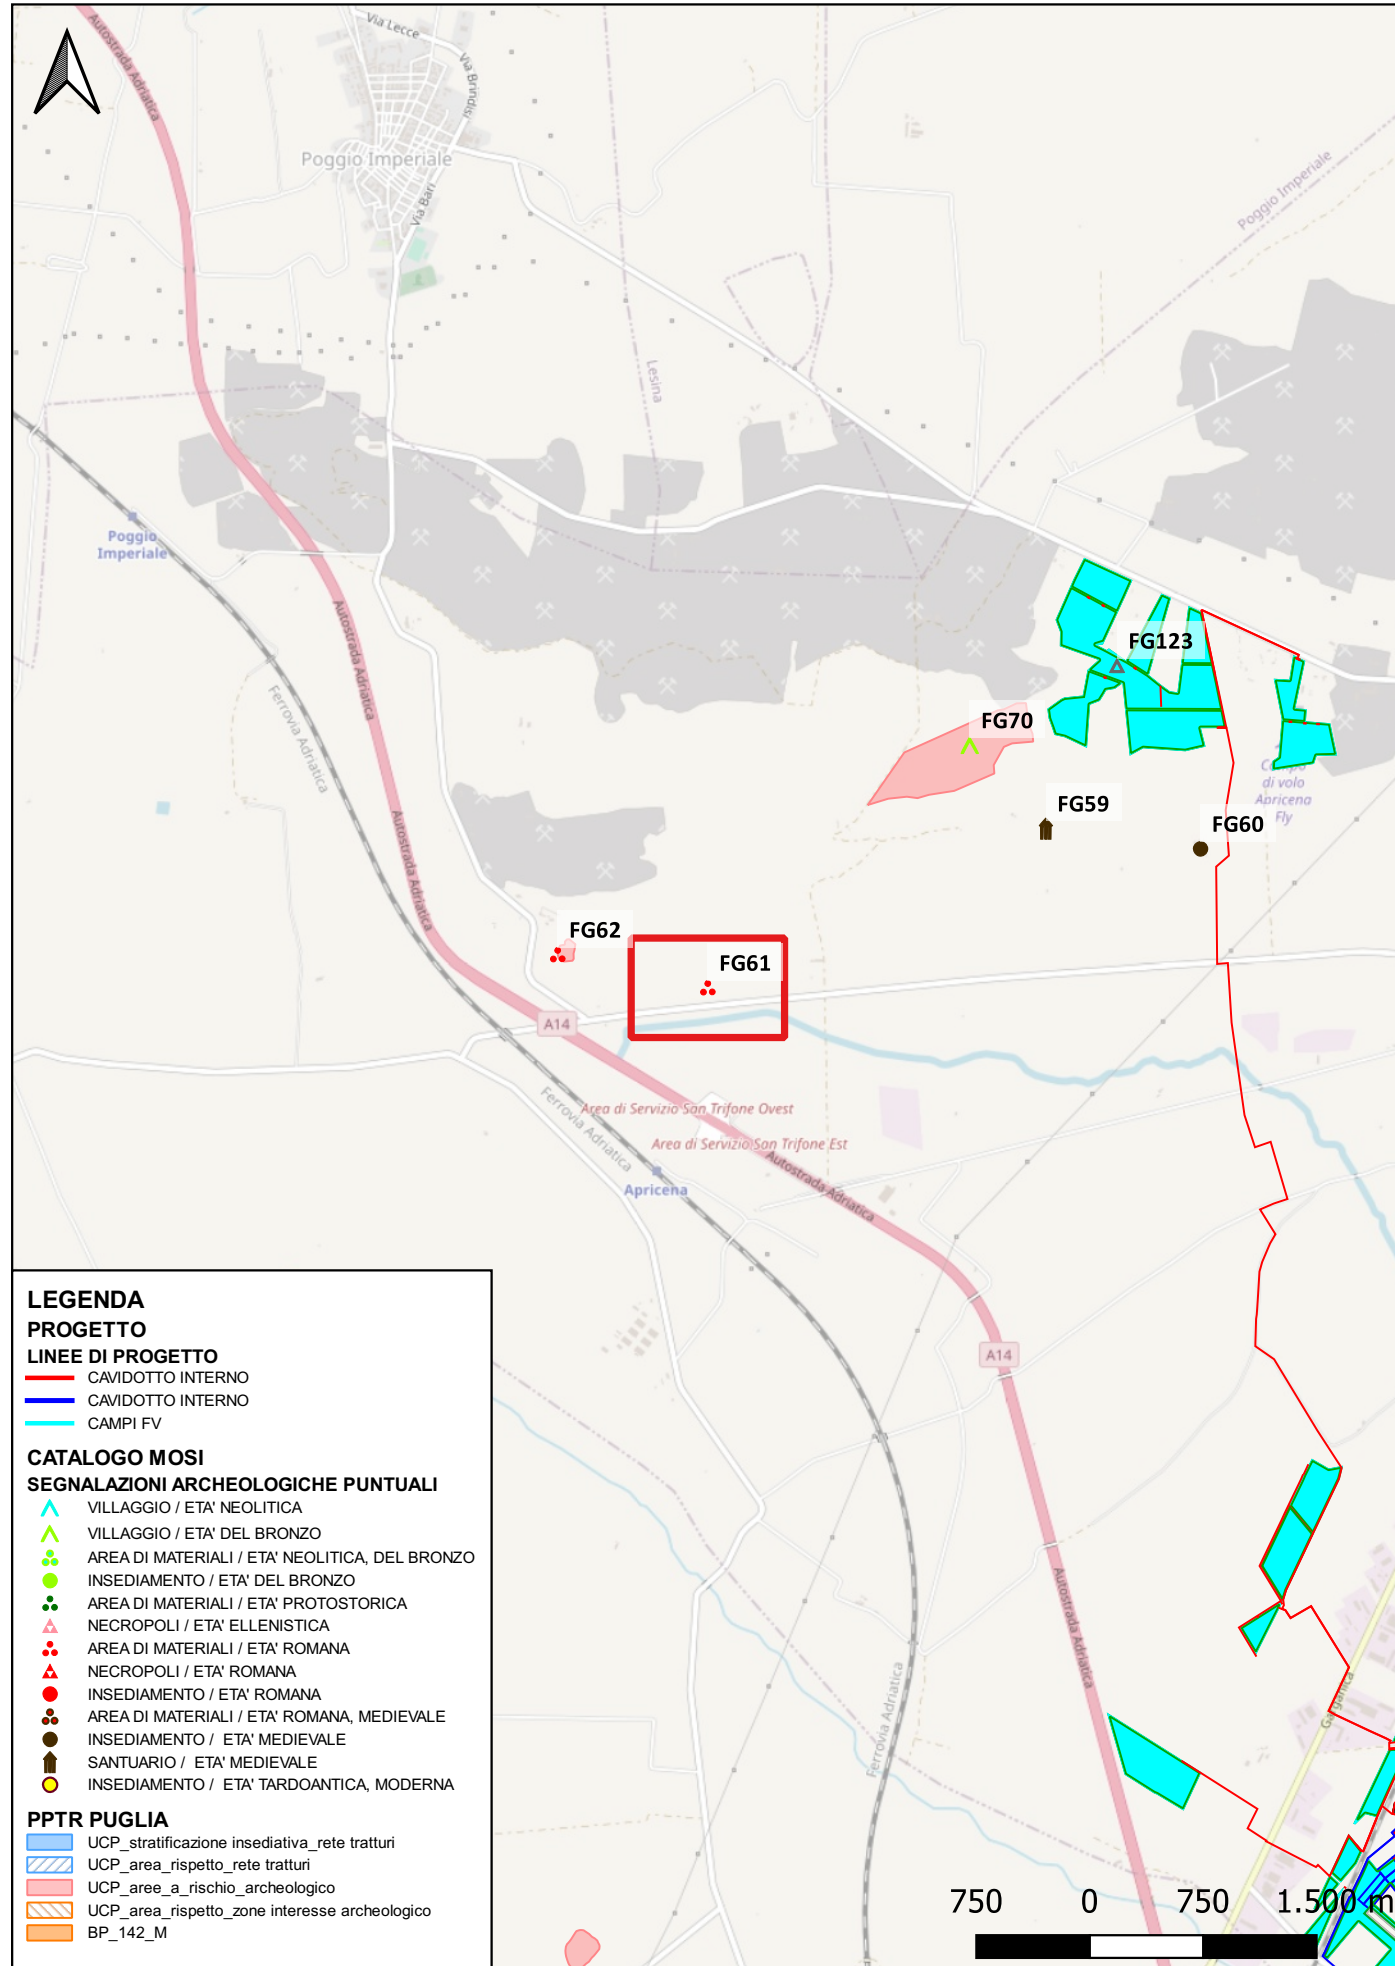 Autostrada Adriatica
Via Lecce
Via Brindisi
Poggio Imperiale
Via Bari
Poggio Imperiale
Lesina
Poggio
Imperiale
Autostrada Adriatica
Ferrovia Adriatica
Autostrada Adriatica
FG123
FG70
FG59
FG60
di volo
Apricena
Fly
FG62
FG61
A14
Area di Servizio San Trifone Ovest
Area di Servizio San Trifone Est
Ferrovia Adriatica
Apricena
Autostrada Adriatica
A14
Autostrada Adriatica
Ferrovia Adriatica
Garganica
LEGENDA
PROGETTO
LINEE DI PROGETTO
CAVIDOTTO INTERNO
CAVIDOTTO INTERNO
CAMPI FV
CATALOGO MOSI
SEGNALAZIONI ARCHEOLOGICHE PUNTUALI
VILLAGGIO / ETA' NEOLITICA
VILLAGGIO / ETA' DEL BRONZO
AREA DI MATERIALI / ETA' NEOLITICA, DEL BRONZO
INSEDIAMENTO / ETA' DEL BRONZO
AREA DI MATERIALI / ETA' PROTOSTORICA
NECROPOLI / ETA' ELLENISTICA
AREA DI MATERIALI / ETA' ROMANA
NECROPOLI / ETA' ROMANA
INSEDIAMENTO / ETA' ROMANA
AREA DI MATERIALI / ETA' ROMANA, MEDIEVALE
INSEDIAMENTO /  ETA' MEDIEVALE
SANTUARIO /  ETA' MEDIEVALE
INSEDIAMENTO /  ETA' TARDOANTICA, MODERNA
PPTR PUGLIA
UCP_stratificazione insediativa_rete tratturi
UCP_area_rispetto_rete tratturi
UCP_aree_a_rischio_archeologico
UCP_area_rispetto_zone interesse archeologico
BP_142_M
750 0 750 1.500 m